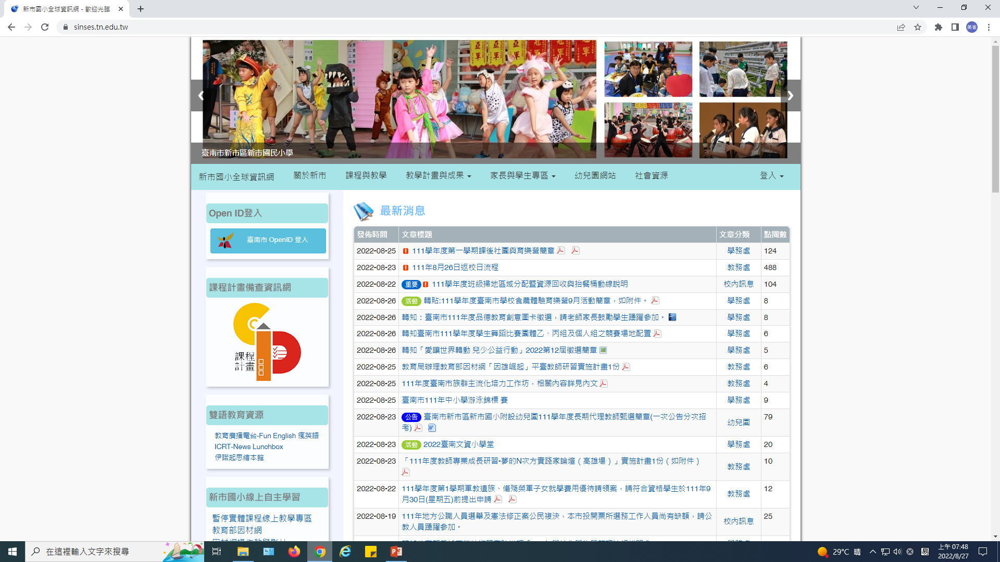 新市國小全球資訊網 - 歡迎光臨
sinses.tn.edu.tw
美雀
亞軍
冠軍
臺南市新市區新市國民小學
新市國小全球資訊網 關於新市 課程與教學 教學計畫與成果 家長與學生專區 幼兒園網站 社會資源 登入
Open ID登入
臺南市 OpenID 登入
課程計畫備查資訊網
課程
計畫
雙語教育資源
教育廣播電台-Fun English 瘋英語
ICRT-News Lunchbox
伊諾起思繪本館
新市國小線上自主學習
暫停實體課程線上教學專區
教育部因材網
最新消息
發佈時間 文章標題 文章分類 點閱數
2022-08-25 111學年度第一學期課後社團與育樂營簡章 學務處 124
2022-08-23 111年8月26日返校日流程 教務處 488
2022-08-22 重要 111學年度班級掃地區域分配暨資源回收與抬餐桶動線說明 校內訊息 104
2022-08-26 活動 轉貼:111學年度臺南市學校食農體驗育樂營9月活動簡章，如附件。 學務處 8
2022-08-26 轉知：臺南市111年度品德教育創意圖卡徵選，請老師家長鼓勵學生踴躍參加。 學務處 8
2022-08-26 轉知臺南市111學年度學生舞蹈比賽團體乙、丙組及個人組之競賽場地配置 學務處 6
2022-08-26 轉知「愛讓世界轉動 兒少公益行動」2022第12屆徵選簡章 學務處 5
2022-08-25 教育局辦理教育部因材網「因雄崛起」平臺教師研習實施計畫1份 教務處 6
2022-08-25 111年度臺南市族群主流化培力工作坊，相關內容詳見內文 教務處 4
2022-08-25 臺南市111年中小學游泳錦標 賽 學務處 9
2022-08-23 公告 臺南市新市區新市國小附設幼兒園111學年度長期代理教師甄選簡章(一次公告分次招
考) 幼兒園 79
2022-08-23 活動 2022臺南文資小學堂 學務處 20
2022-08-23 「111年度教師專業成長研習-夢的N次方實踐家論壇（高雄場）」實施計畫1份（如附件） 教務處 10
2022-08-22 111學年度第1學期軍教遺族、傷殘榮軍子女就學費用優待請領案，請符合資格學生於111年9
月30日(星期五)前提出申請 教務處 12
2022-08-19 111年地方公職人員選舉及憲法修正案公民複決，本市投開票所選務工作人員尚有缺額，請公
教人員踴躍參加。 校內訊息 25
在這裡輸入文字來搜尋
29°C 晴
易
上午 07:48
2022/8/27